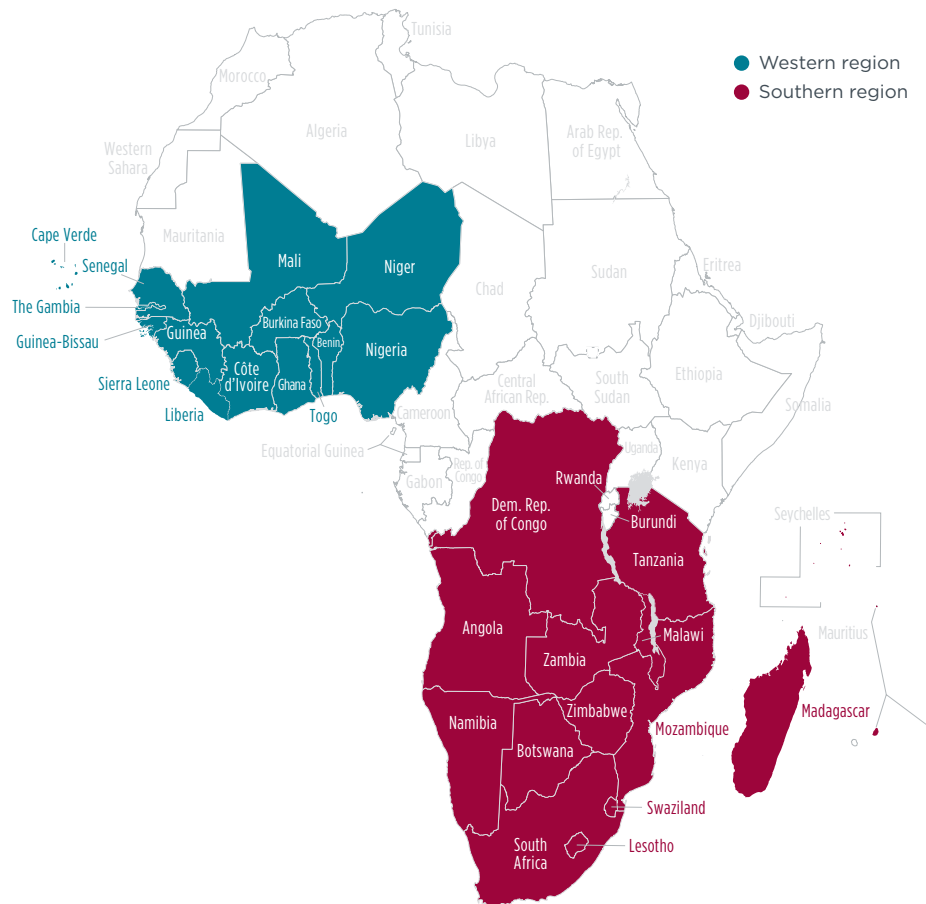 Tunisia
Western region
Southern region
Morocco
Algeria
Libya
Arab Rep.
of Egypt
Western
Sahara
Mauritania
Cape Verde
Senegal
Mali
Niger
Chad
Sudan
Eritrea
The Gambia
Guinea-Bissau
Guinea
Burkina Faso
Benin
Nigeria
Djibouti
Sierra Leone
Côte
d'Ivoire
Ghana
Liberia
Togo
Cameroon
Central
African Rep.
South
Sudan
Ethiopia
Somalia
Equatorial Guinea
Gabon
Rep. of
Congo
Uganda
Kenya
Rwanda
Dem. Rep.
of Congo
Burundi
Tanzania
Seychelles
Angola
Zambia
Malawi
Mauritius
Namibia
Zimbabwe
Mozambique
Madagascar
Botswana
Swaziland
South
Africa
Lesotho